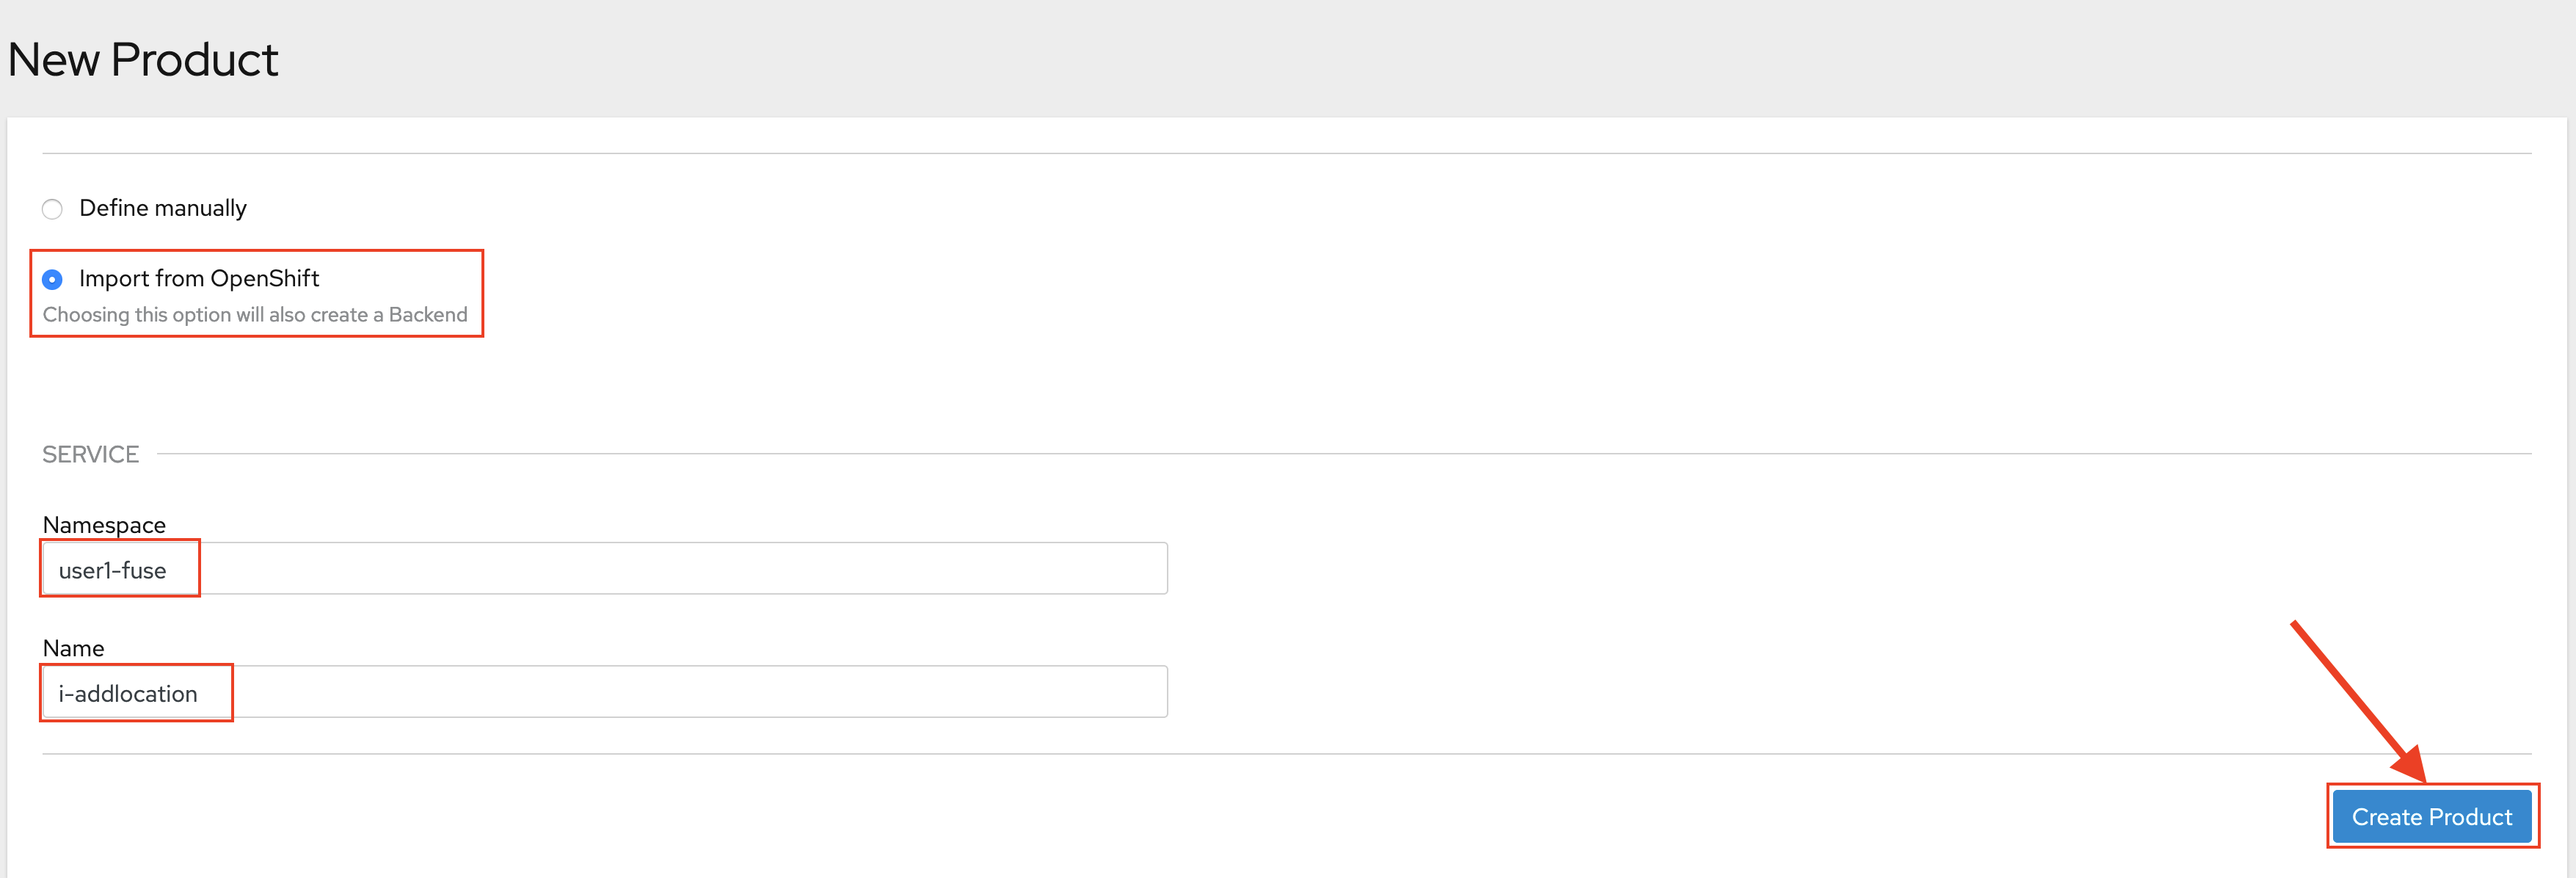 New Product
Define manually
Import from OpenShift
Choosing this option will also create a Backend
SERVICE
Namespace
user1-fuse
Name
i-addlocation
Create Product